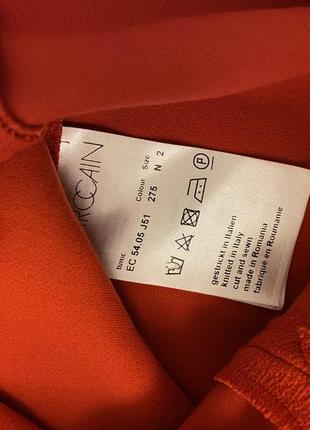 ROCCAIN
Colour
Size
tunic
EC 54.05 J51
275
N
2
P
gestrickt in Italien
knitted in Italy
cut and sewn
made in Romania
fabriqué en Roumanie